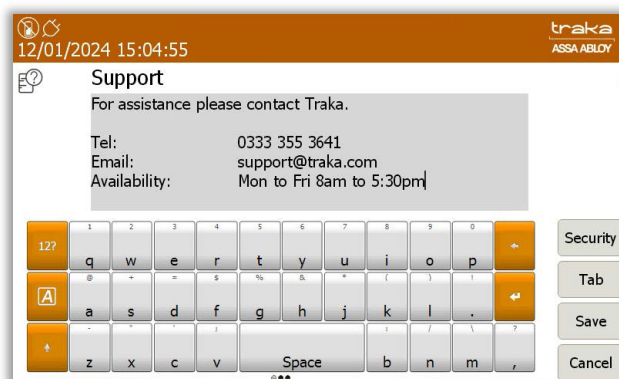 12/01/2024 15:04:55
traka
ASSA ABLOY
Support
For assistance please contact Traka.
Tel: 0333 355 3641
Email: support@traka.com
Availability: Mon to Fri 8am to 5:30pm
1 2 3 4 5 6 7 8 9 0
12? q w e r t y u i o p
@ + = $ % & * ( ) !
A a s d f g h j k l .
z x c v Space b n m ,
Security
Tab
Save
Cancel